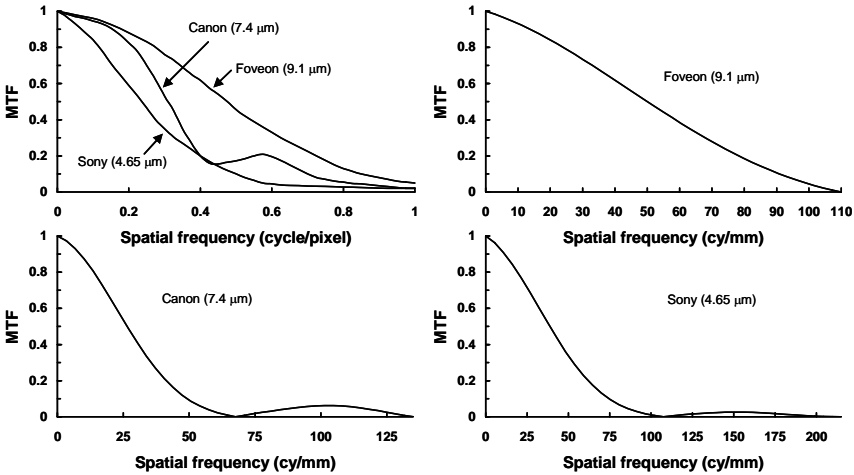 1
0.8
0.6
0.4
0.2
0
MTF
Canon (7.4 µm)
Foveon (9.1 µm)
Sony (4.65 µm)
0 0.2 0.4 0.6 0.8 1
Spatial frequency (cycle/pixel)
1
0.8
0.6
0.4
0.2
0
MTF
Foveon (9.1 µm)
0 10 20 30 40 50 60 70 80 90 100 110
Spatial frequency (cy/mm)
1
0.8
0.6
0.4
0.2
0
MTF
Canon (7.4 µm)
0 25 50 75 100 125
Spatial frequency (cy/mm)
1
0.8
0.6
0.4
0.2
0
MTF
Sony (4.65 µm)
0 25 50 75 100 125 150 175 200
Spatial frequency (cy/mm)